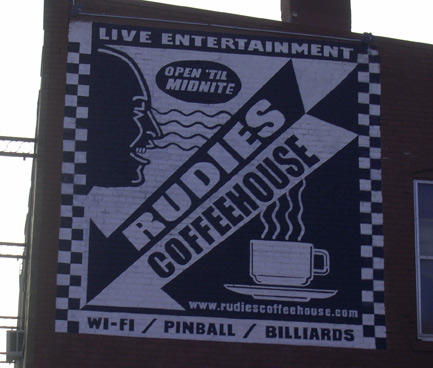 LIVE ENTERTAINMENT
OPEN 'TIL
MIDNITE
RUDIES
COFFEEHOUSE
www.rudiescoffeehouse.com
WI-FI / PINBALL / BILLIARDS